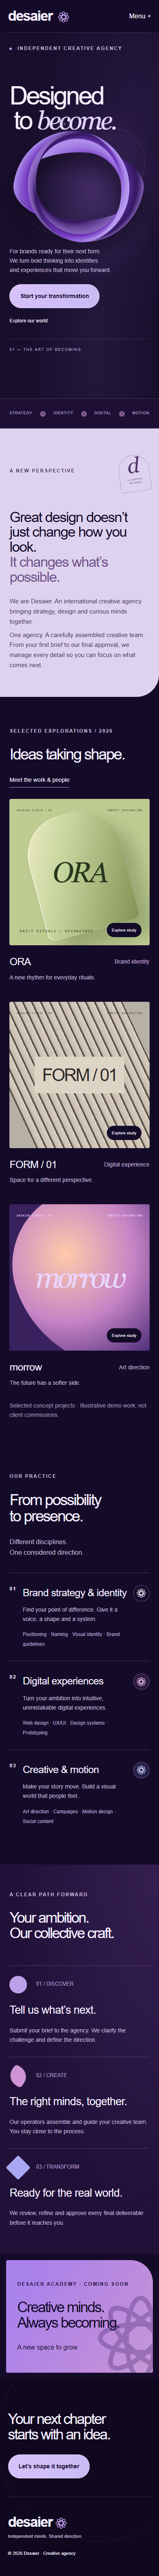 desaier
Menu +
INDEPENDENT CREATIVE AGENCY
Designed
to become.
For brands ready for their next form.
We turn bold thinking into identities
and experiences that move you forward.
Start your transformation
Explore our world
01 — THE ART OF BECOMING
STRATEGY IDENTITY DIGITAL MOTION
A NEW PERSPECTIVE
d
Great design doesn't
just change how you
look.
It changes what's
possible.
We are Desaier. An international creative agency
bringing strategy, design and curious minds
together.
One agency. A carefully assembled creative team.
From your first brief to our final approval, we
manage every detail so you can focus on what
comes next.
SELECTED EXPLORATIONS / 2026
Ideas taking shape.
Meet the work & people
ORA
DAILY RITUALS / REIMAGINED
Explore study
ORA
Brand identity
A new rhythm for everyday rituals.
FORM / 01
Explore study
FORM / 01
Digital experience
Space for a different perspective.
morrow
Explore study
morrow
Art direction
The future has a softer side.
Selected concept projects · Illustrative demo work, not
client commissions.
OUR PRACTICE
From possibility
to presence.
Different disciplines.
One considered direction.
01
Brand strategy & identity
Find your point of difference. Give it a
voice, a shape and a system.
Positioning · Naming · Visual identity · Brand
guidelines
02
Digital experiences
Turn your ambition into intuitive,
unmistakable digital experiences.
Web design · UX/UI · Design systems ·
Prototyping
03
Creative & motion
Make your story move. Build a visual
world that people feel.
Art direction · Campaigns · Motion design ·
Social content
A CLEAR PATH FORWARD
Your ambition.
Our collective craft.
01 / DISCOVER
Tell us what's next.
Submit your brief to the agency. We clarify the
challenge and define the direction.
02 / CREATE
The right minds, together.
Our operators assemble and guide your creative team.
You stay close to the process.
03 / TRANSFORM
Ready for the real world.
We review, refine and approve every final deliverable
before it reaches you.
DESAIER ACADEMY · COMING SOON
Creative minds.
Always becoming.
A new space to grow
Your next chapter
starts with an idea.
Let's shape it together
desaier
Independent minds. Shared direction.
© 2026 Desaier · Creative agency